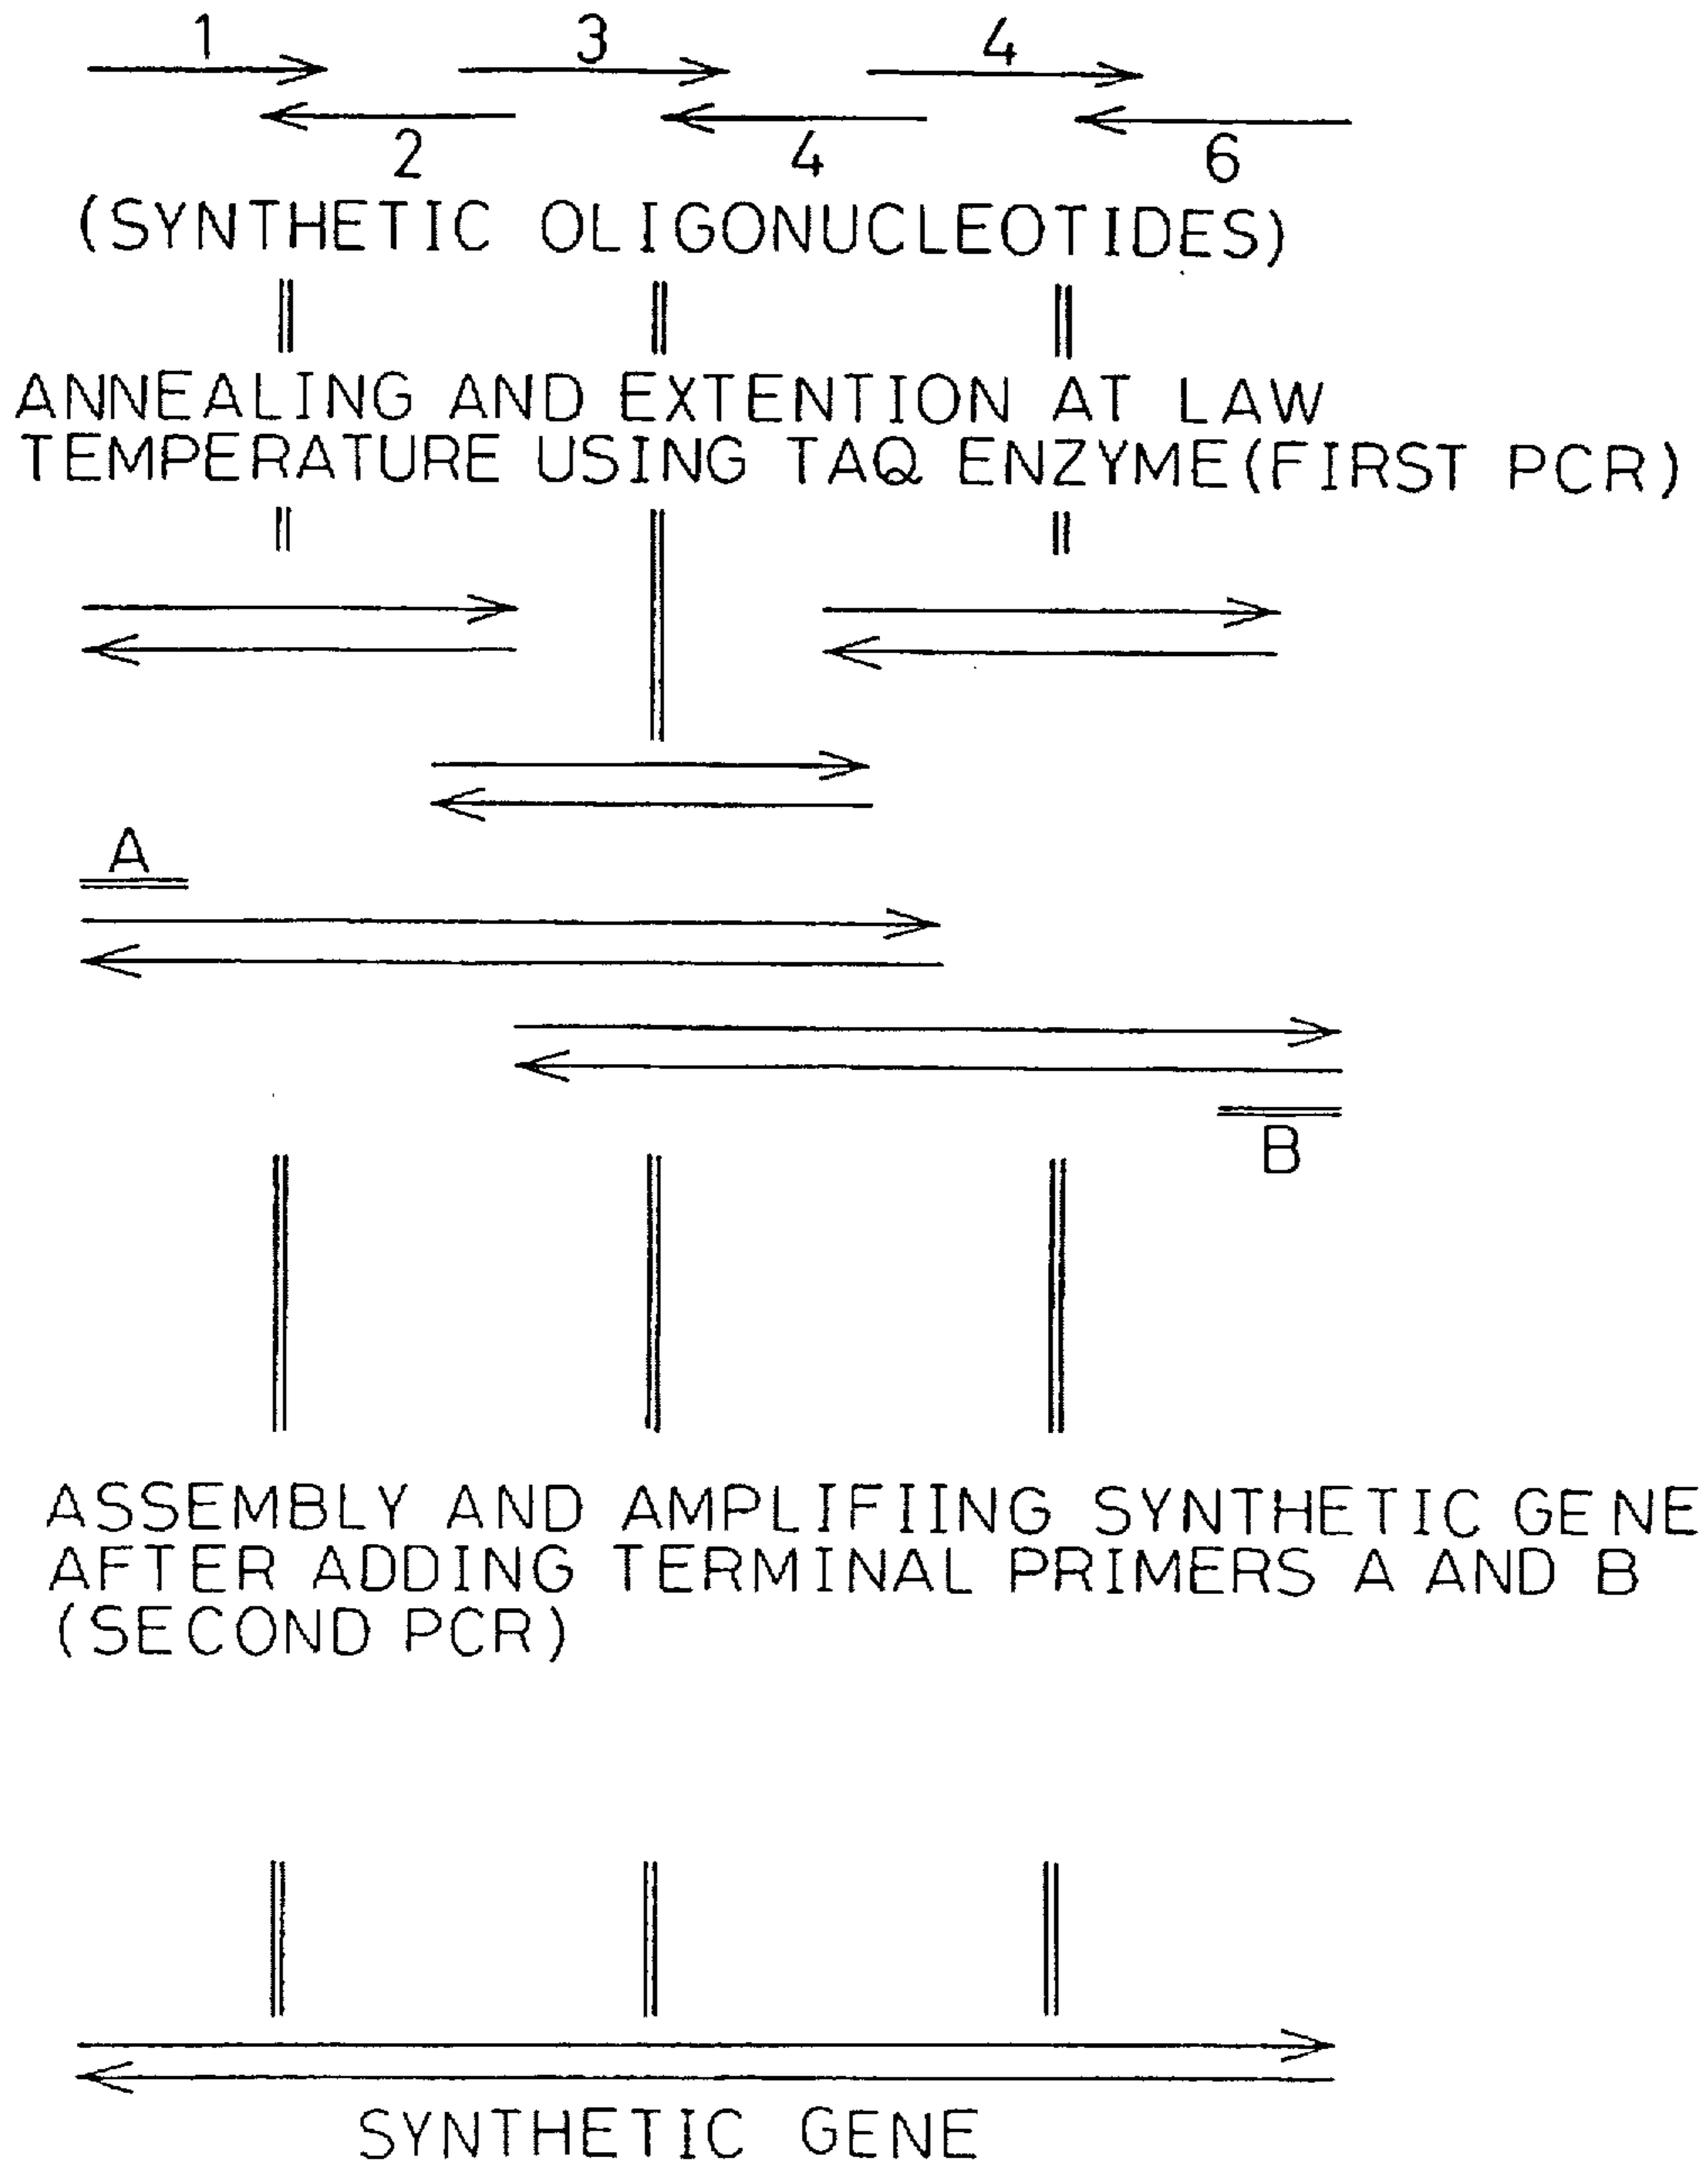 1 3 4
2 4 6
(SYNTHETIC OLIGONUCLEOTIDES)
ANNEALING AND EXTENTION AT LAW
TEMPERATURE USING TAQ ENZYME(FIRST PCR)
A
B
ASSEMBLY AND AMPLIFIING SYNTHETIC GENE
AFTER ADDING TERMINAL PRIMERS A AND B
(SECOND PCR)
SYNTHETIC GENE